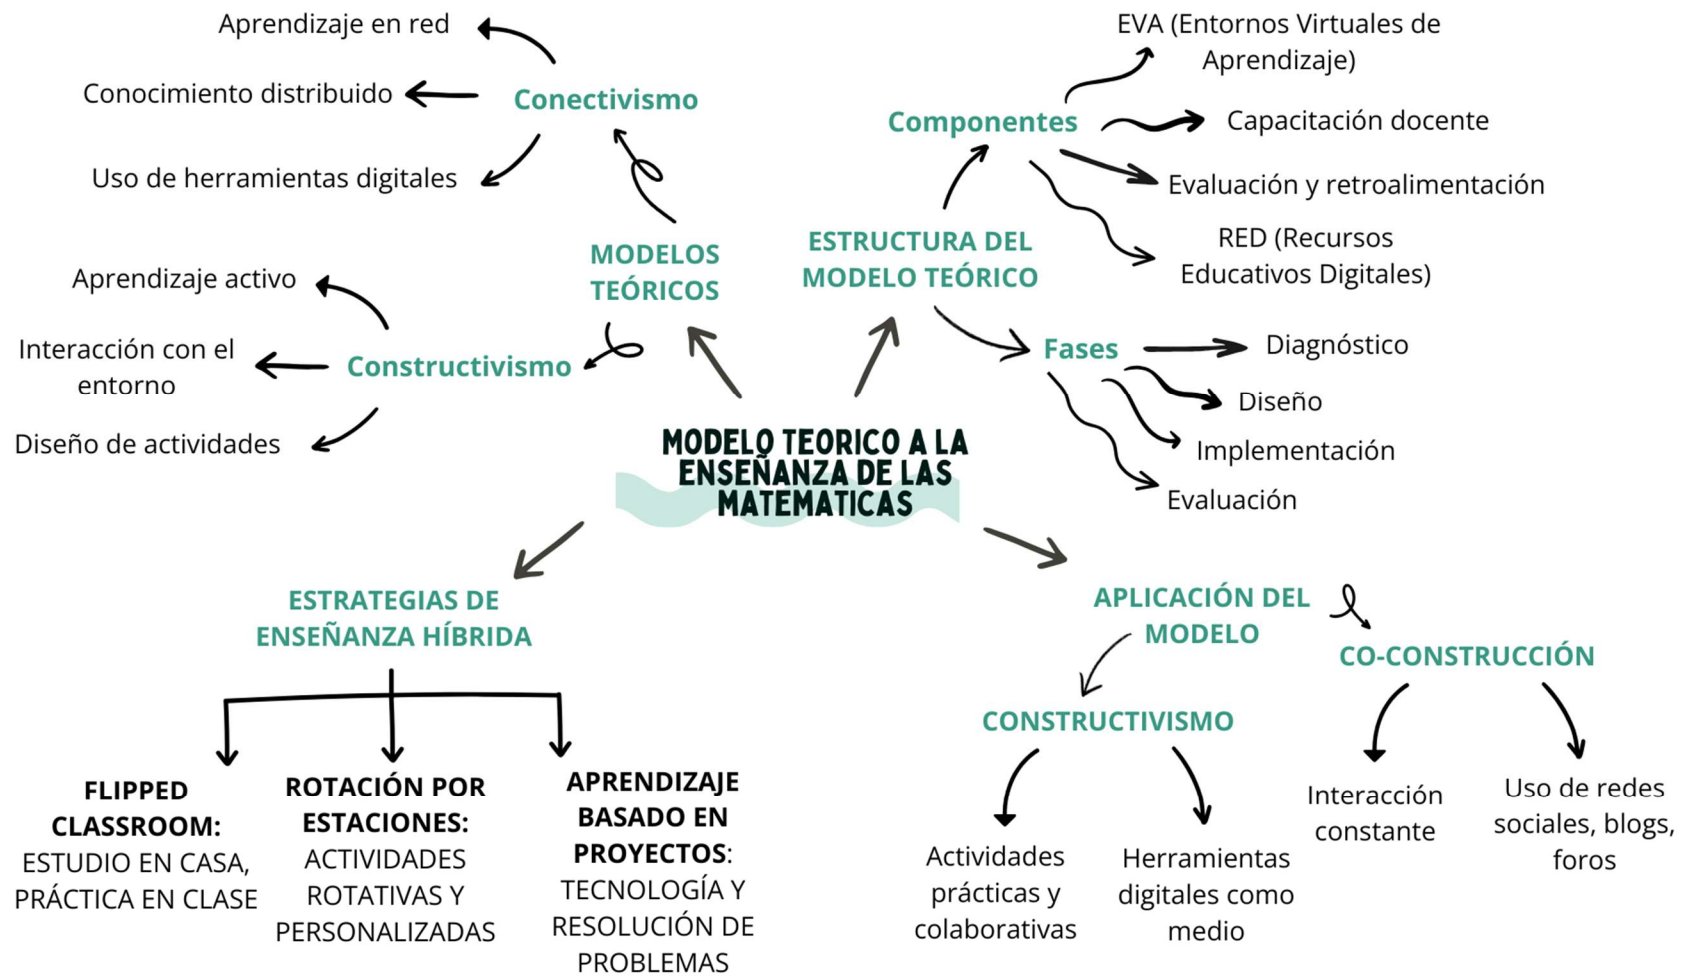 Aprendizaje en red
Conocimiento distribuido
Uso de herramientas digitales
Conectivismo
MODELOS
TEÓRICOS
Aprendizaje activo
Interacción con el
entorno
Diseño de actividades
Constructivismo
EVA (Entornos Virtuales de
Aprendizaje)
Componentes
Capacitación docente
Evaluación y retroalimentación
RED (Recursos
Educativos Digitales)
ESTRUCTURA DEL
MODELO TEÓRICO
Fases
Diagnóstico
Diseño
Implementación
Evaluación
MODELO TEORICO A LA
ENSEÑANZA DE LAS
MATEMATICAS
ESTRATEGIAS DE
ENSEÑANZA HÍBRIDA
FLIPPED
CLASSROOM:
ESTUDIO EN CASA,
PRÁCTICA EN CLASE
ROTACIÓN POR
ESTACIONES:
ACTIVIDADES
ROTATIVAS Y
PERSONALIZADAS
APRENDIZAJE
BASADO EN
PROYECTOS:
TECNOLOGÍA Y
RESOLUCIÓN DE
PROBLEMAS
APLICACIÓN DEL
MODELO
CONSTRUCTIVISMO
Actividades
prácticas y
colaborativas
Herramientas
digitales como
medio
CO-CONSTRUCCIÓN
Interacción
constante
Uso de redes
sociales, blogs,
foros